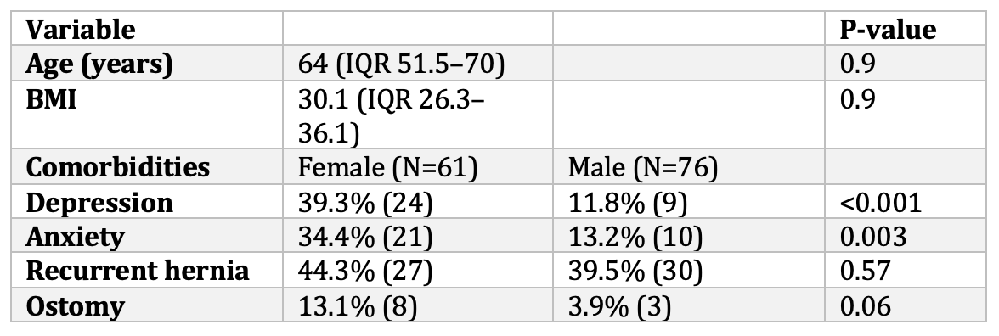 Variable P-value
Age (years) 64 (IQR 51.5–70) 0.9
BMI 30.1 (IQR 26.3– 0.9
36.1)
Comorbidities Female (N=61) Male (N=76)
Depression 39.3% (24) 11.8% (9) <0.001
Anxiety 34.4% (21) 13.2% (10) 0.003
Recurrent hernia 44.3% (27) 39.5% (30) 0.57
Ostomy 13.1% (8) 3.9% (3) 0.06